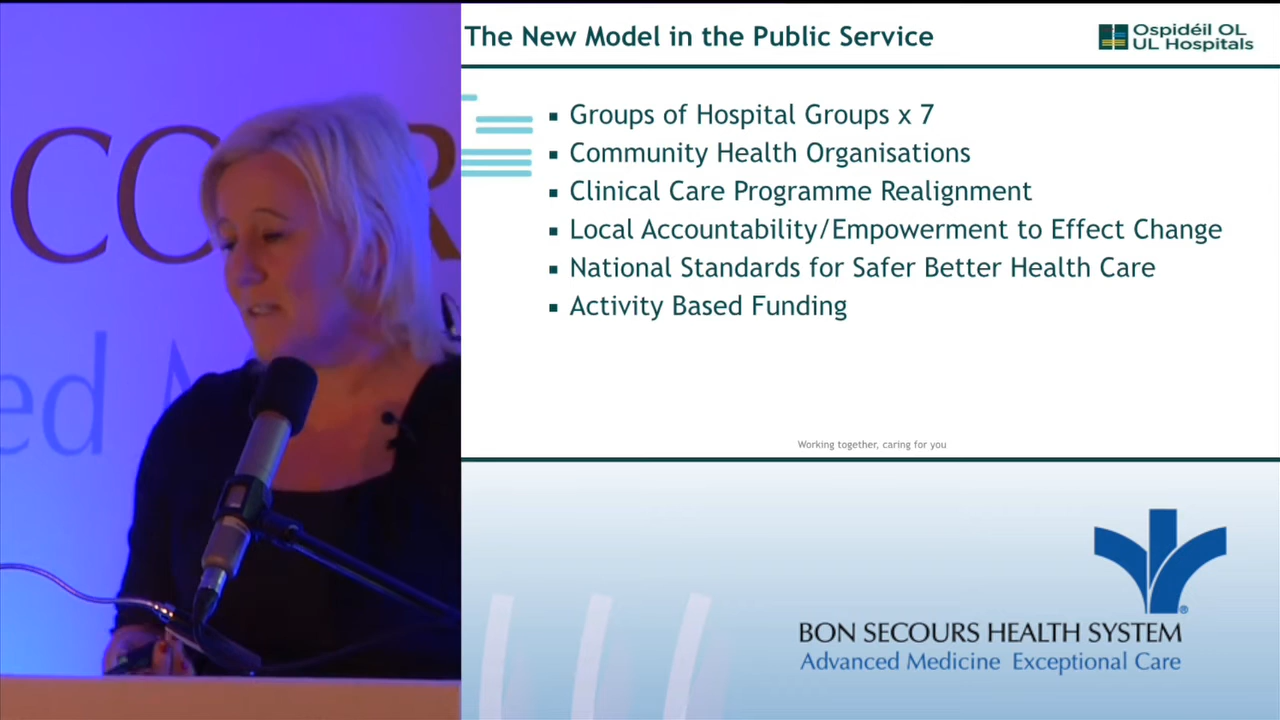 The New Model in the Public Service
Ospidéil OL
UL Hospitals
▪ Groups of Hospital Groups x 7
▪ Community Health Organisations
▪ Clinical Care Programme Realignment
▪ Local Accountability/Empowerment to Effect Change
▪ National Standards for Safer Better Health Care
▪ Activity Based Funding
Working together, caring for you
BON SECOURS HEALTH SYSTEM
Advanced Medicine Exceptional Care
CO R
ed M